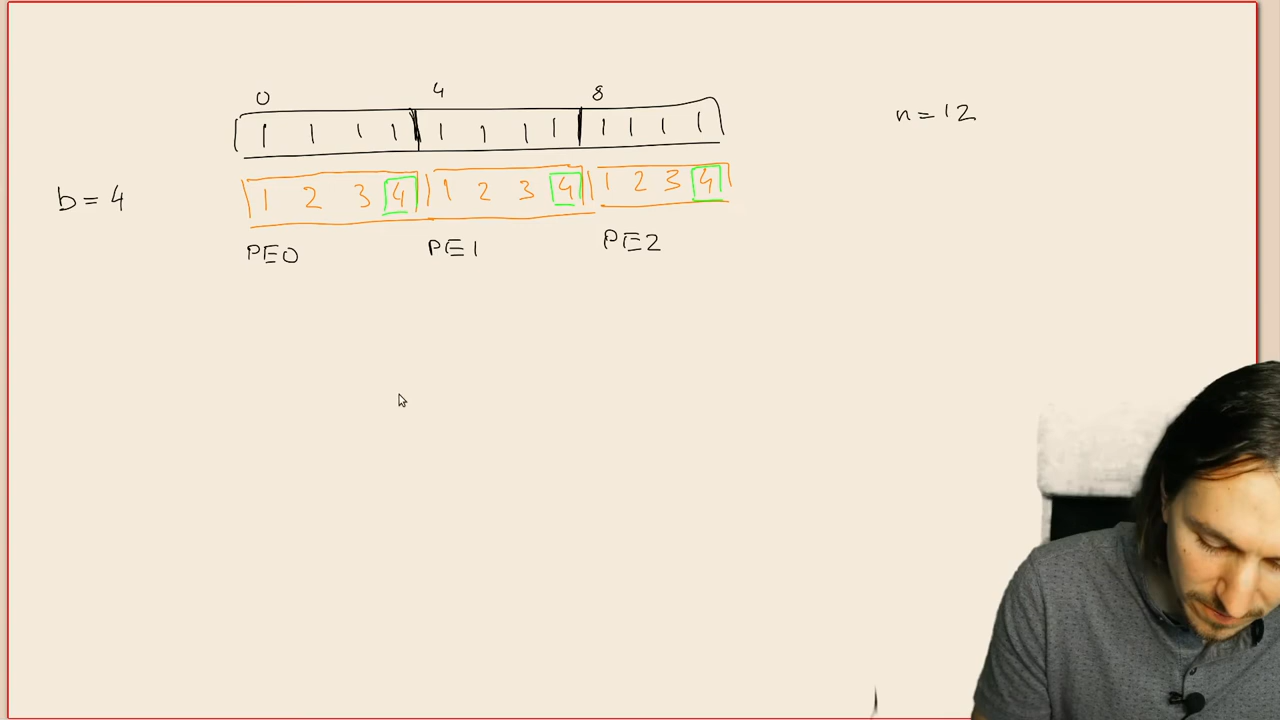 0 4 8
1 1 1 1 1 1 1 1 1 1 1 1
n = 12
1 2 3 4 1 2 3 4 1 2 3 4
b = 4
PE0 PE1 PE2